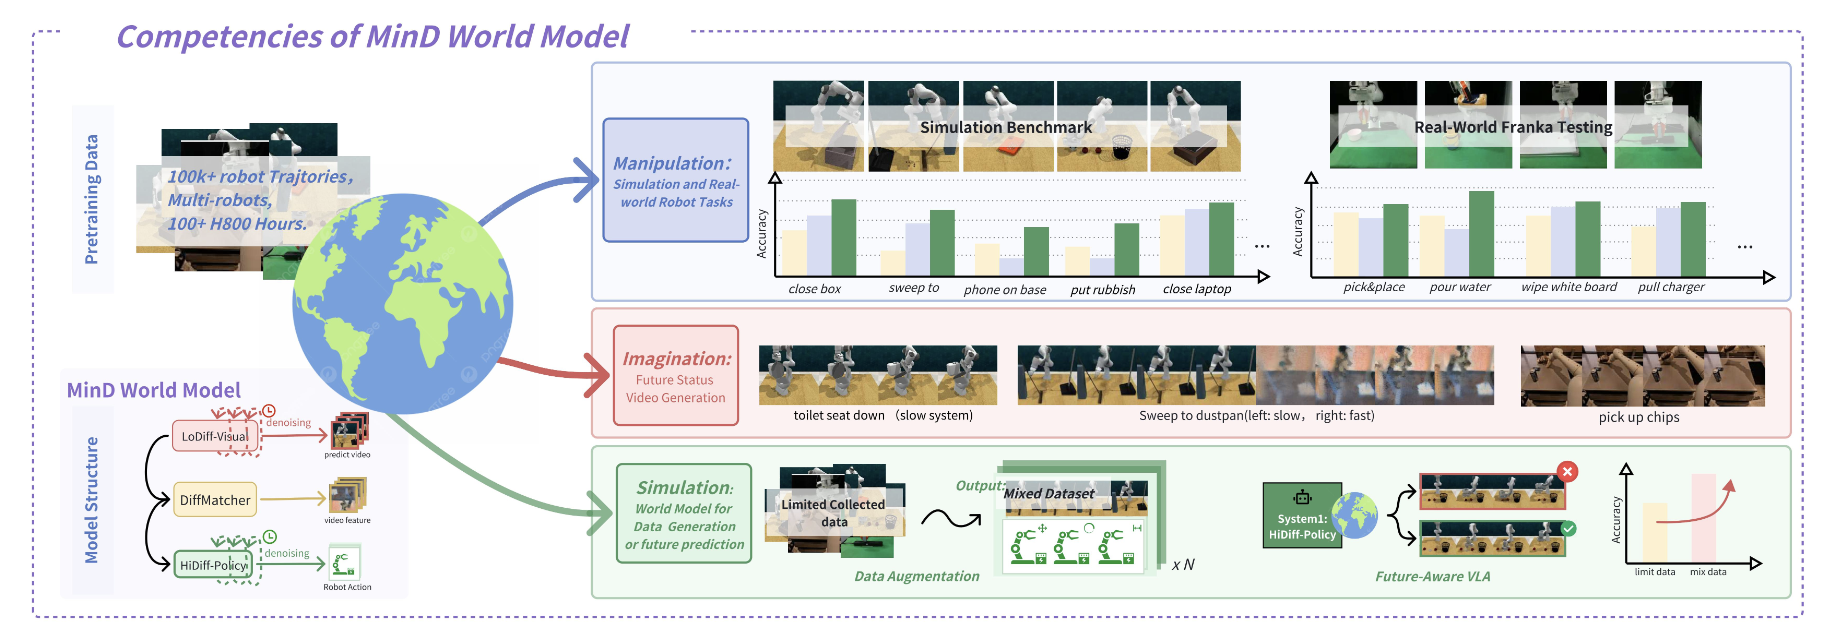 Competencies of MinD World Model
Pretraining Data
100k+ robot Trajtories,
Multi-robots,
100+ H800 Hours.
MinD World Model
Model Structure
LoDiff-Visual
denoising
predict video
DiffMatcher
video feature
HiDiff-Policy
denoising
Robot Action
Manipulation:
Simulation and Real-
world Robot Tasks
Simulation Benchmark
Accuracy
close box
sweep to
phone on base
put rubbish
close laptop
...
Real-World Franka Testing
Accuracy
pick&place
pour water
wipe white board
pull charger
...
Imagination:
Future Status
Video Generation
toilet seat down （slow system)
Sweep to dustpan(left: slow， right: fast)
pick up chips
Simulation:
World Model for
Data Generation
or future prediction
Limited Collected
data
Output:
Mixed Dataset
x N
Data Augmentation
System1:
HiDiff-Policy
Future-Aware VLA
Accuracy
limit data
mix data